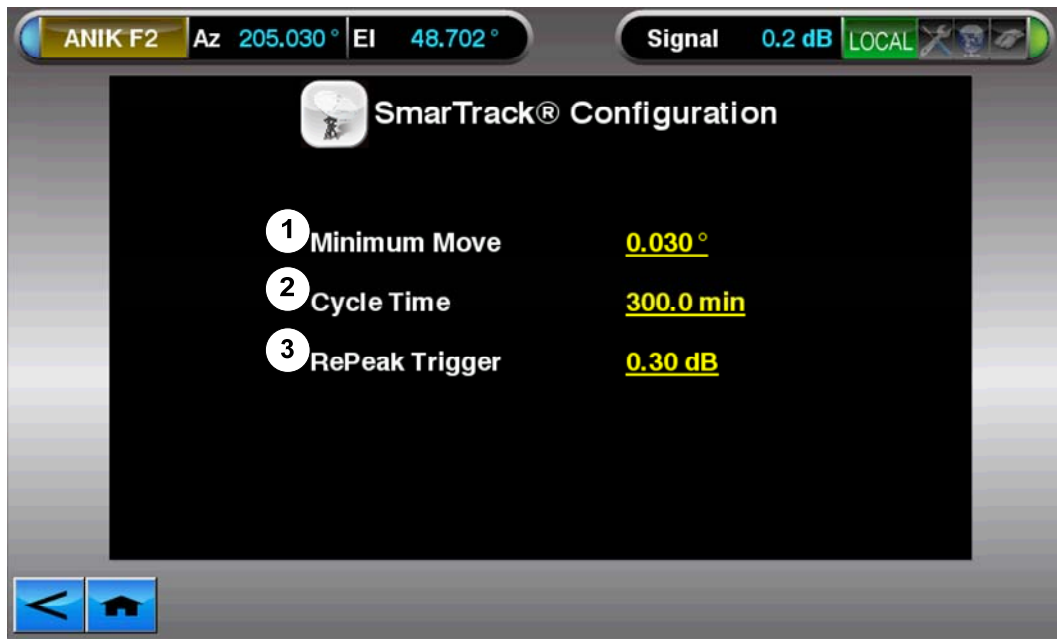 ANIK F2 Az 205.030 ° El 48.702 ° Signal 0.2 dB LOCAL
SmarTrack® Configuration
1 Minimum Move 0.030 °
2 Cycle Time 300.0 min
3 RePeak Trigger 0.30 dB
<